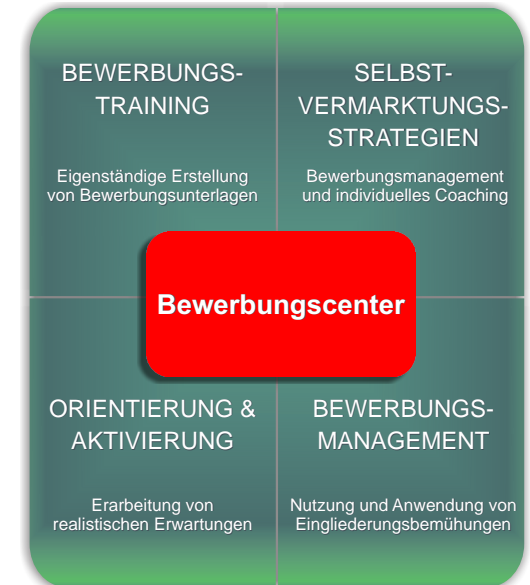 BEWERBUNGS-
TRAINING
Eigenständige Erstellung
von Bewerbungsunterlagen
SELBST-
VERMARKTUNGS-
STRATEGIEN
Bewerbungsmanagement
und individuelles Coaching
Bewerbungscenter
ORIENTIERUNG &
AKTIVIERUNG
Erarbeitung von
realistischen Erwartungen
BEWERBUNGS-
MANAGEMENT
Nutzung und Anwendung von
Eingliederungsbemühungen